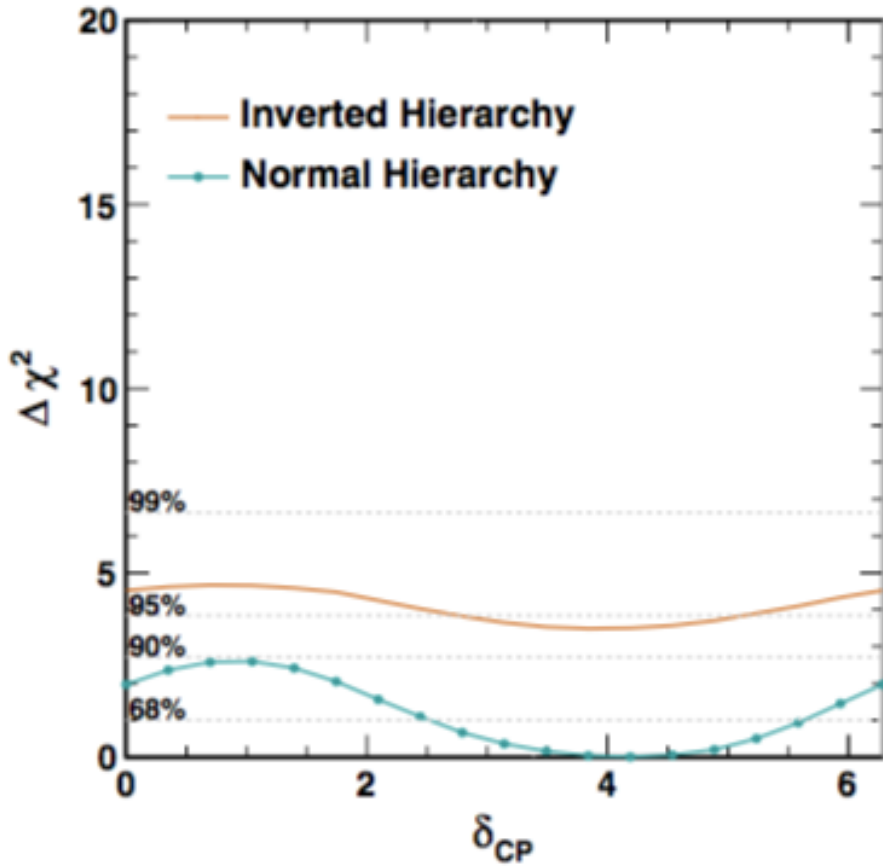 20
Inverted Hierarchy
Normal Hierarchy
15
Δχ²
10
99%
5
95%
90%
68%
0
0 2 4 6
δCP